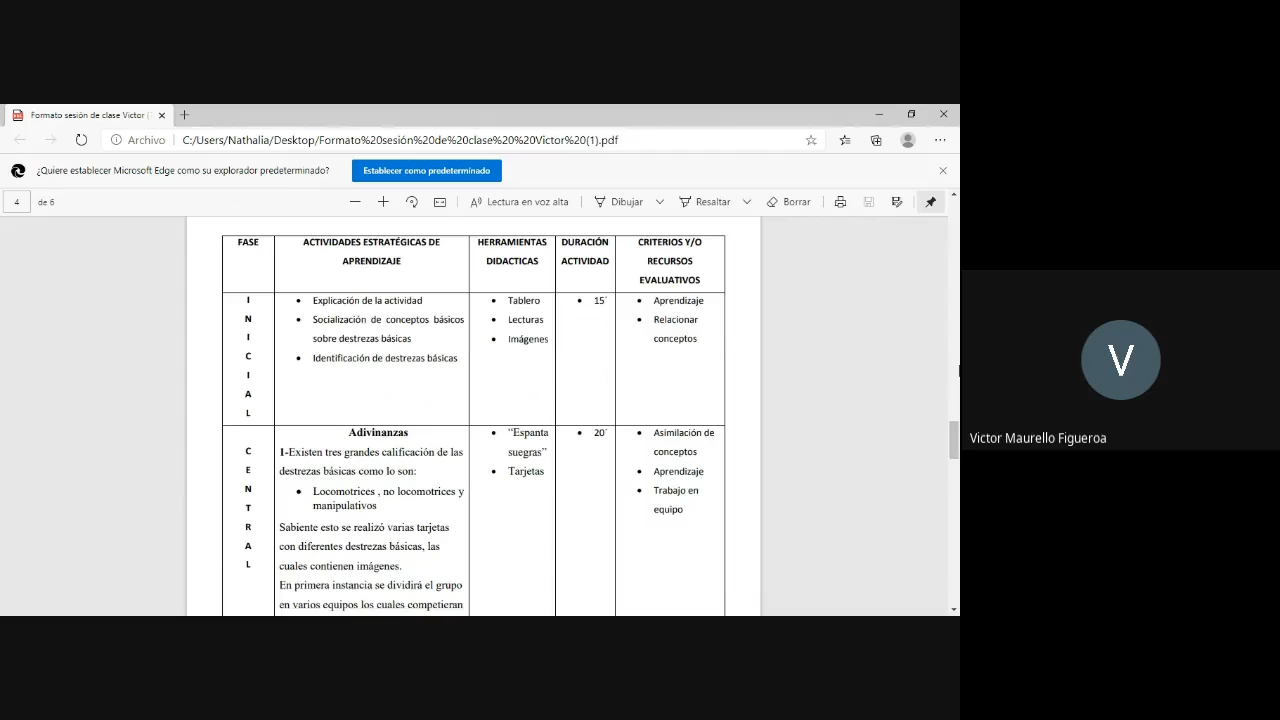 Formato sesión de clase Victor (
Archivo C:/Users/Nathalia/Desktop/Formato%20sesión%20de%20clase%20%20Victor%20(1).pdf
¿Quiere establecer Microsoft Edge como su explorador predeterminado? Establecer como predeterminado
4 de 6 Lectura en voz alta Dibujar Resaltar Borrar
FASE
ACTIVIDADES ESTRATÉGICAS DE
APRENDIZAJE
HERRAMIENTAS
DIDACTICAS
DURACIÓN
ACTIVIDAD
CRITERIOS Y/O
RECURSOS
EVALUATIVOS
I
N
I
C
I
A
L
• Explicación de la actividad
• Socialización de conceptos básicos
sobre destrezas básicas
• Identificación de destrezas básicas
• Tablero
• Lecturas
• Imágenes
• 15´
• Aprendizaje
• Relacionar
conceptos
C
E
N
T
R
A
L
Adivinanzas
1-Existen tres grandes calificación de las
destrezas básicas como lo son:
• Locomotrices , no locomotrices y
manipulativos
Sabiente esto se realizó varias tarjetas
con diferentes destrezas básicas, las
cuales contienen imágenes.
En primera instancia se dividirá el grupo
en varios equipos los cuales competieran
• “Espanta
suegras”
• Tarjetas
• 20´
• Asimilación de
conceptos
• Aprendizaje
• Trabajo en
equipo
V
Victor Maurello Figueroa